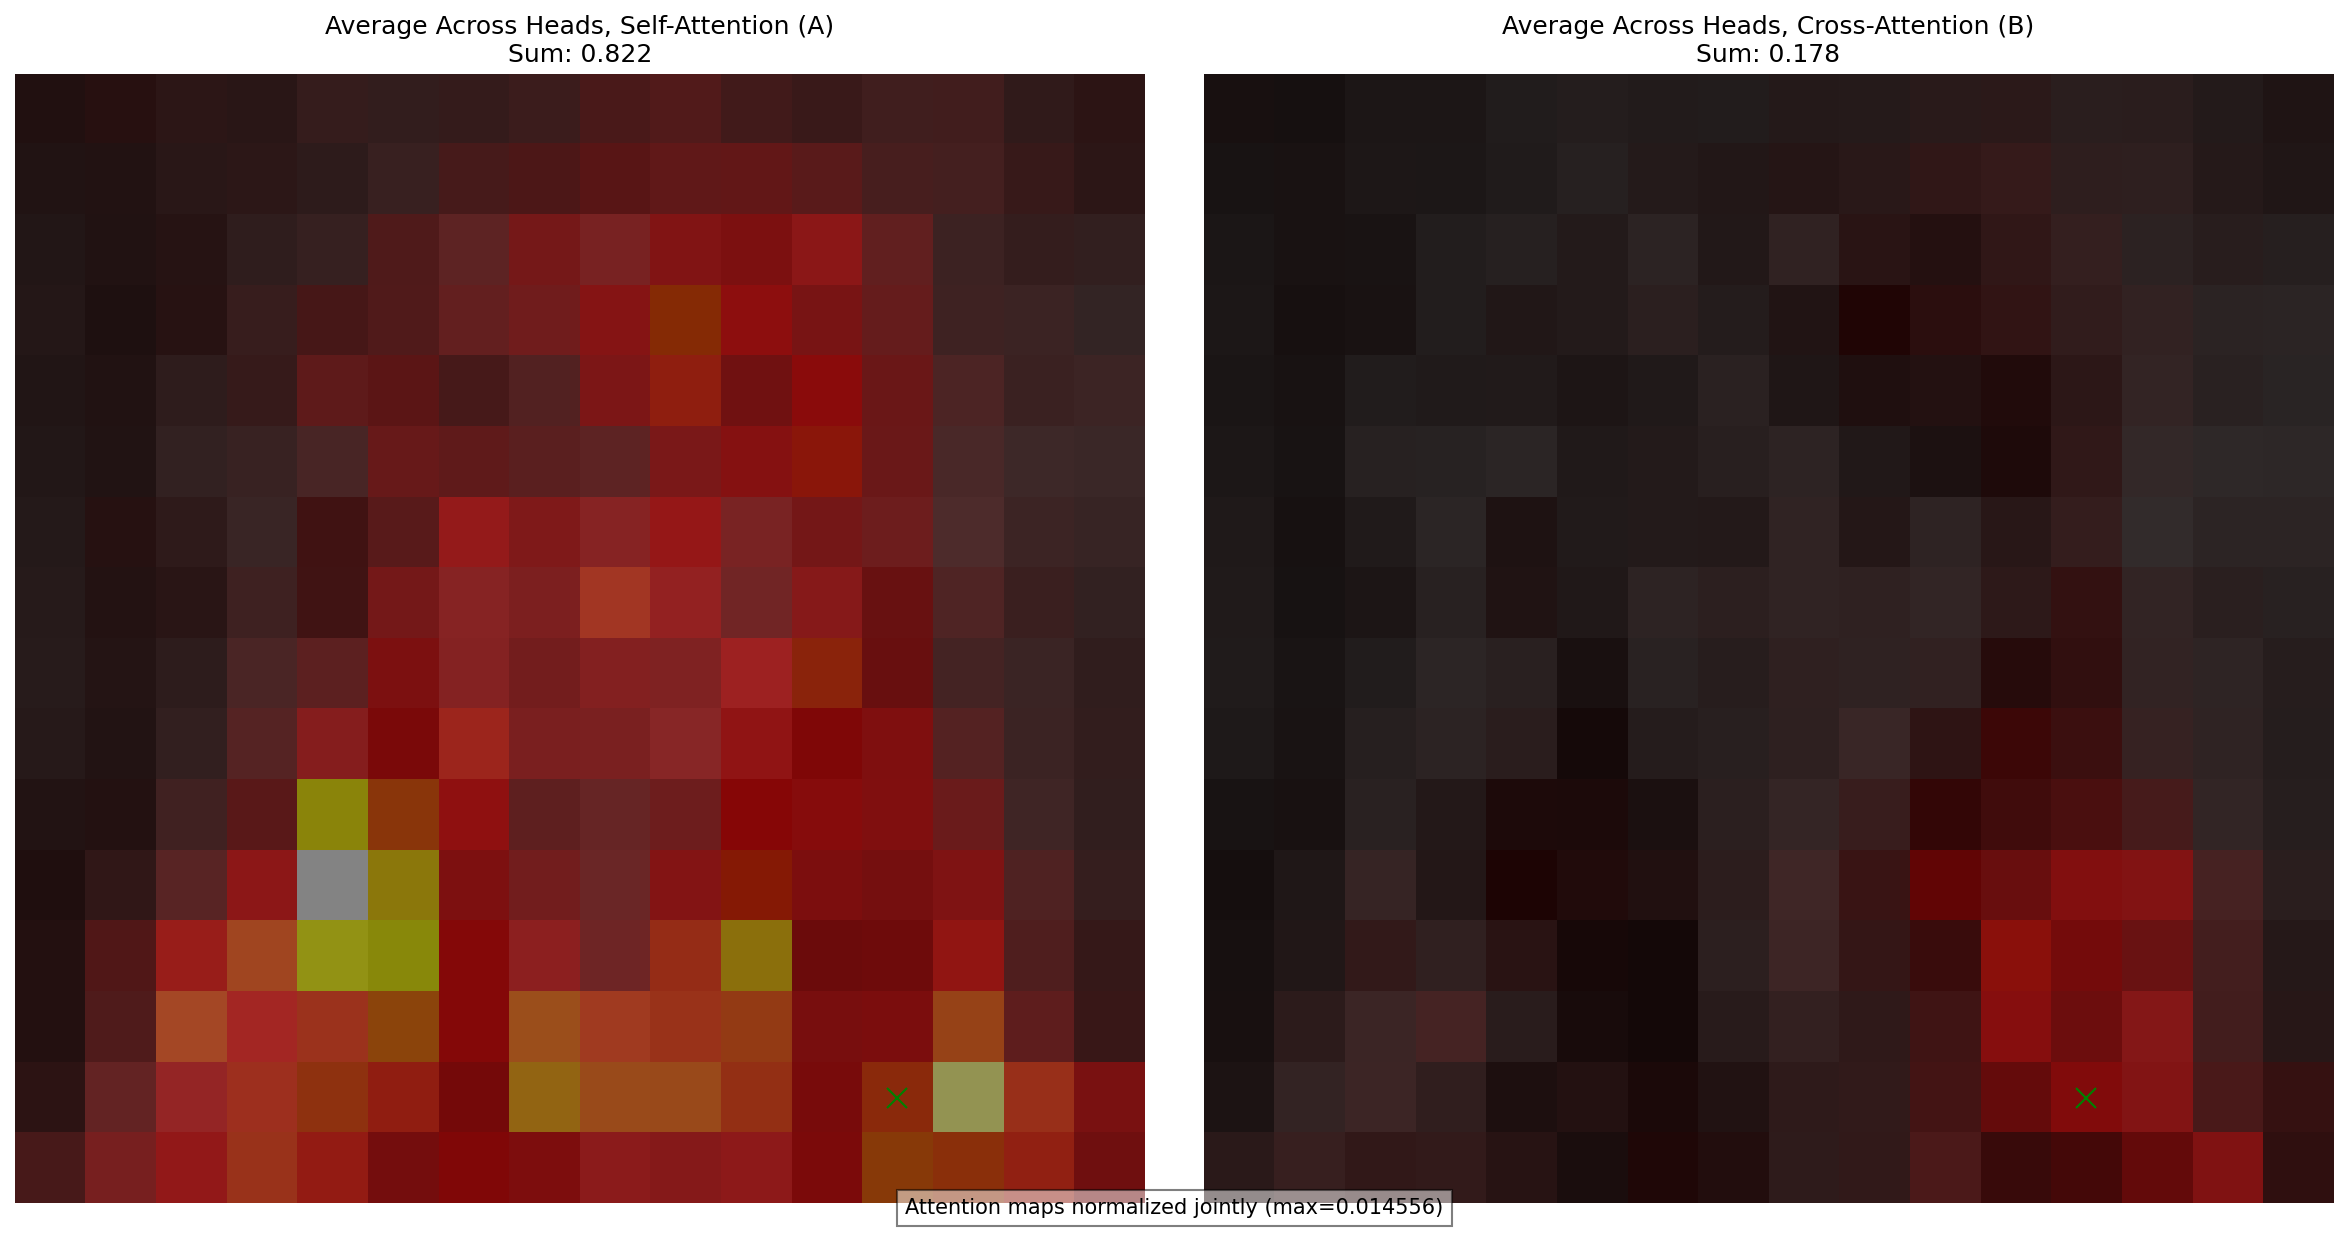 Average Across Heads, Self-Attention (A)
Sum: 0.822
Average Across Heads, Cross-Attention (B)
Sum: 0.178
Attention maps normalized jointly (max=0.014556)